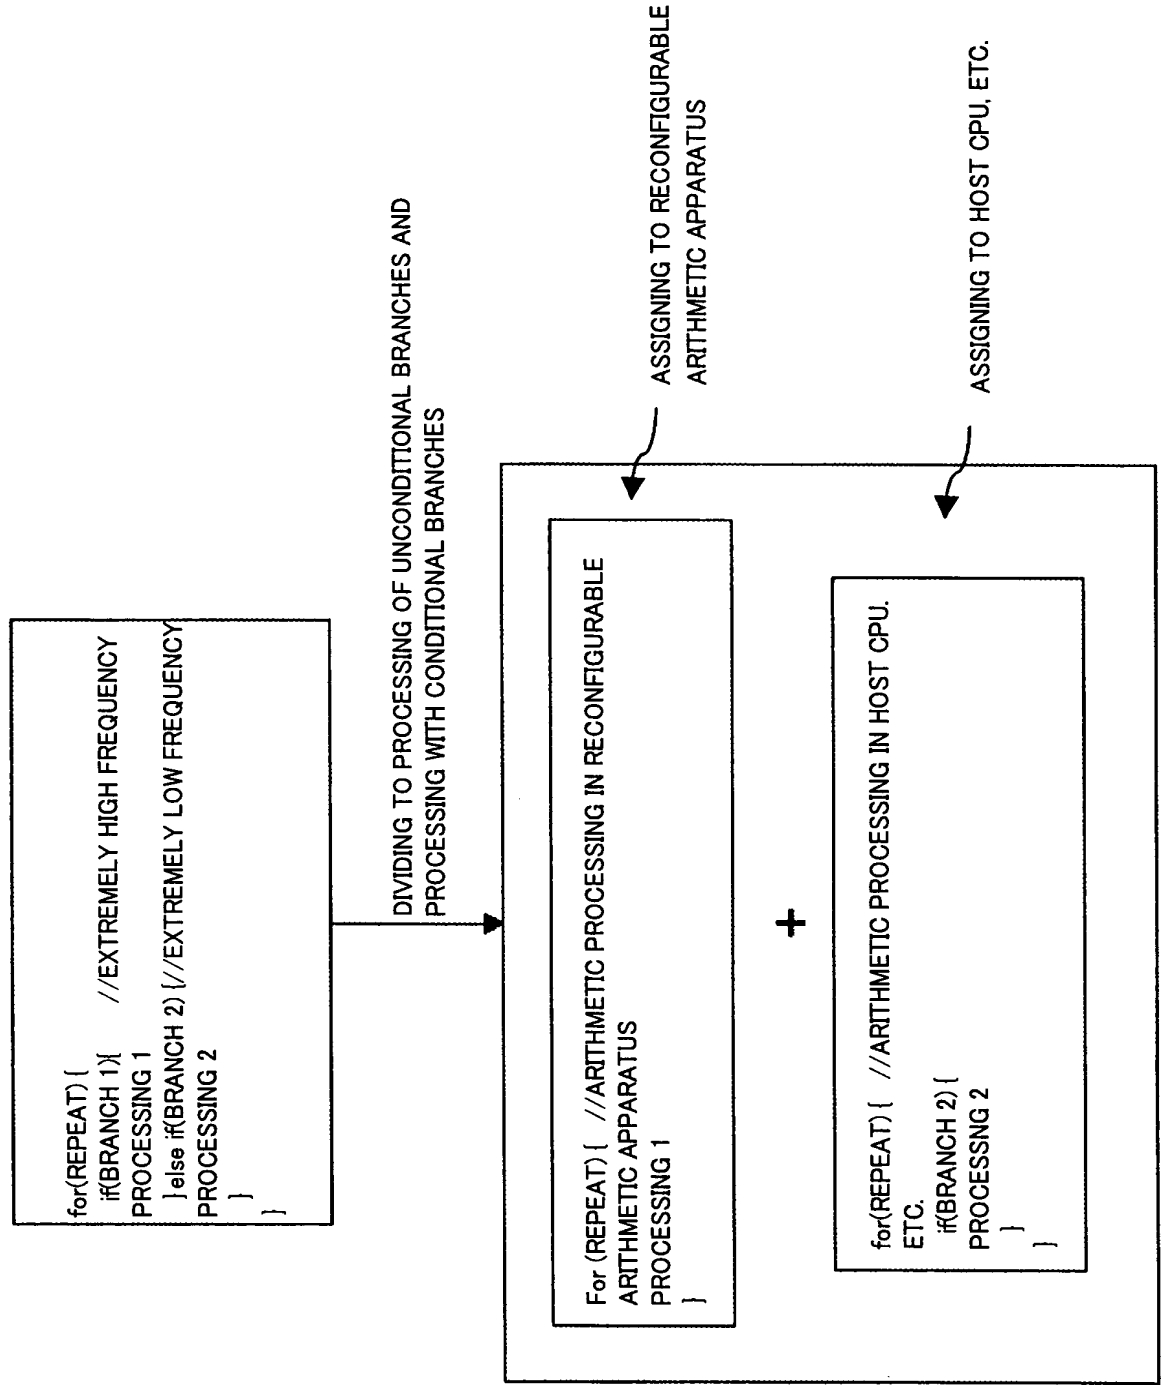 for(REPEAT) {
if(BRANCH 1){ //EXTREMELY HIGH FREQUENCY
PROCESSING 1
} else if(BRANCH 2) {//EXTREMELY LOW FREQUENCY
PROCESSING 2
}
}
DIVIDING TO PROCESSING OF UNCONDITIONAL BRANCHES AND
PROCESSING WITH CONDITIONAL BRANCHES
For (REPEAT) { //ARITHMETIC PROCESSING IN RECONFIGURABLE
ARITHMETIC APPARATUS
PROCESSING 1
}
ASSIGNING TO RECONFIGURABLE
ARITHMETIC APPARATUS
+
for(REPEAT) { //ARITHMETIC PROCESSING IN HOST CPU.
ETC.
if(BRANCH 2) {
PROCESSNG 2
}
}
ASSIGNING TO HOST CPU, ETC.